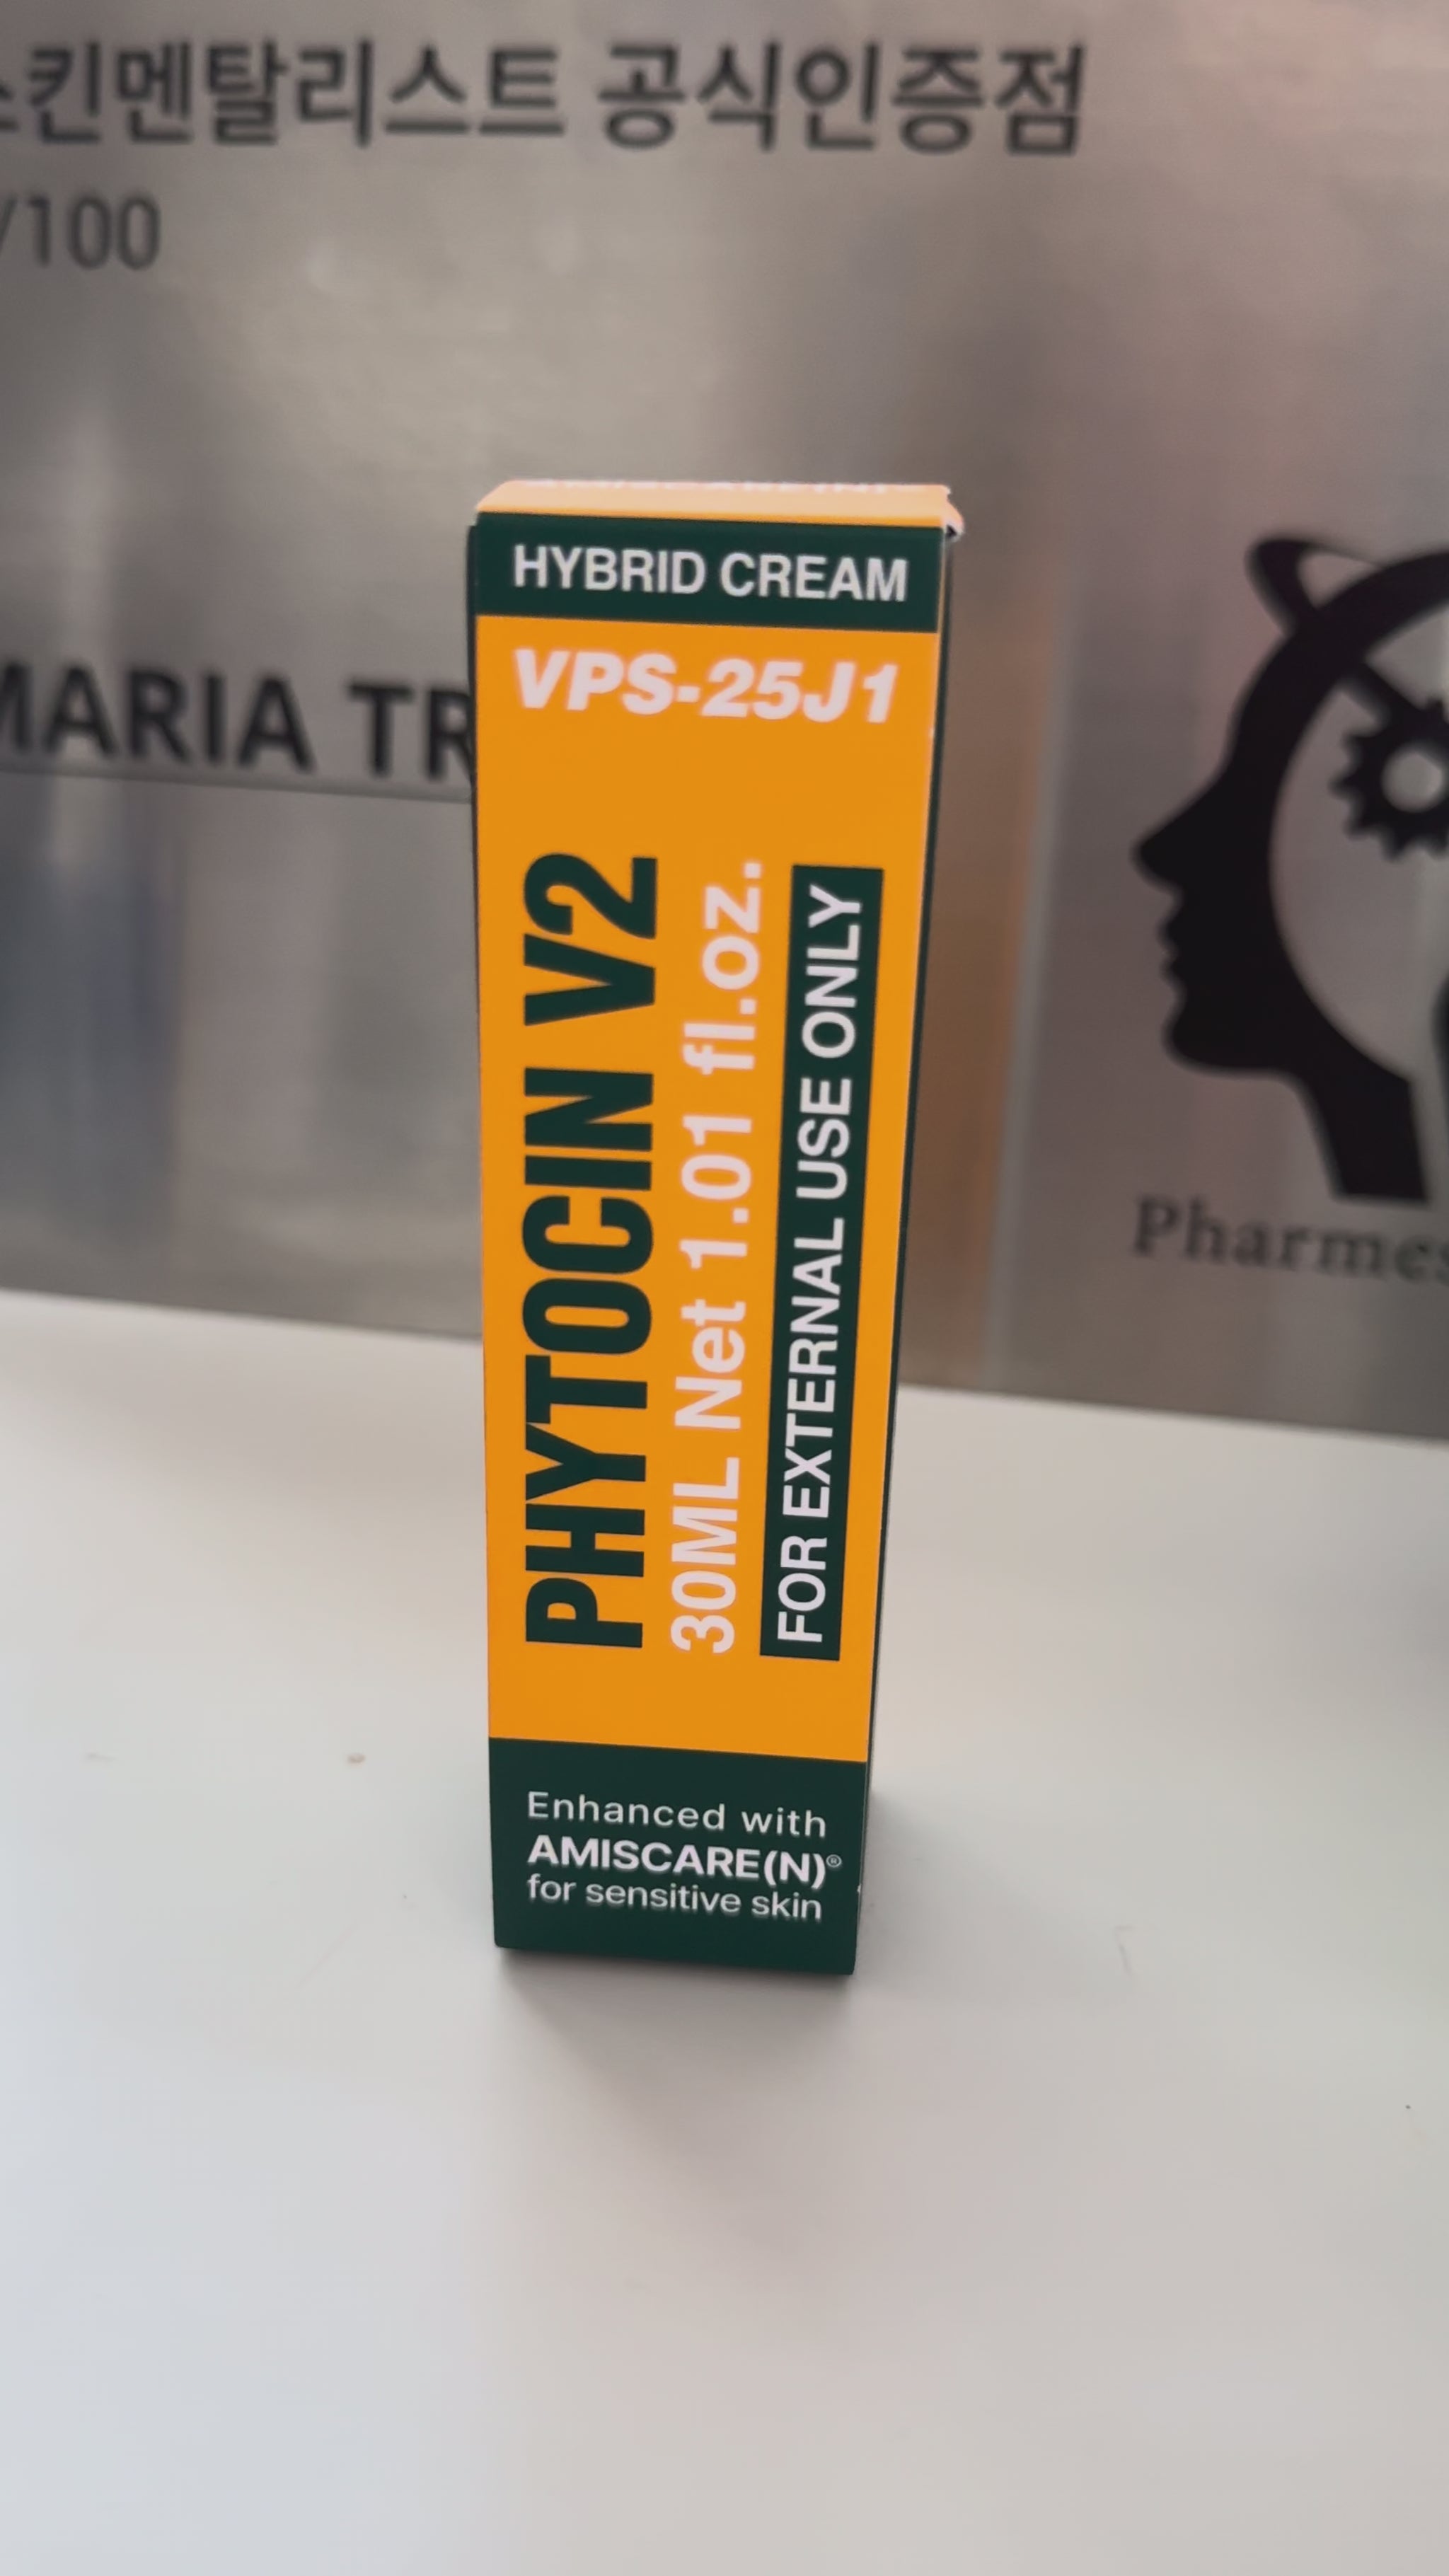 스킨멘탈리스트 공식인증점
/100
MARIA TR
HYBRID CREAM
VPS-25J1
PHYTOCIN V2
30ML Net 1.01 fl.oz.
FOR EXTERNAL USE ONLY
Enhanced with
AMISCARE(N)®
for sensitive skin
Pharmes